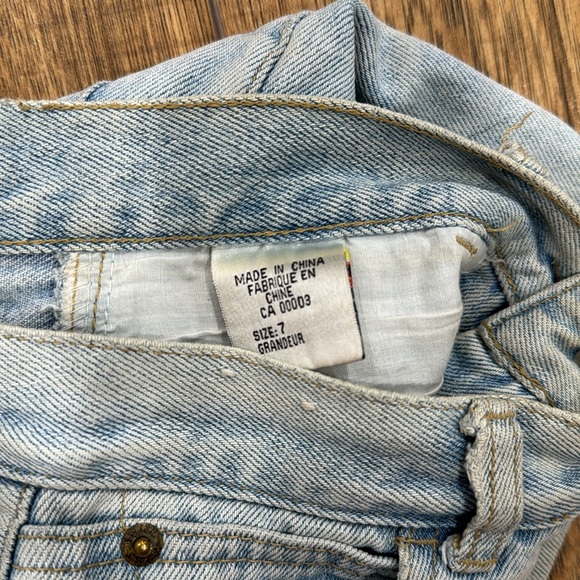 MADE IN CHINA
FABRIQUE EN
CHINE
CA 00003
SIZE: 7
GRANDEUR